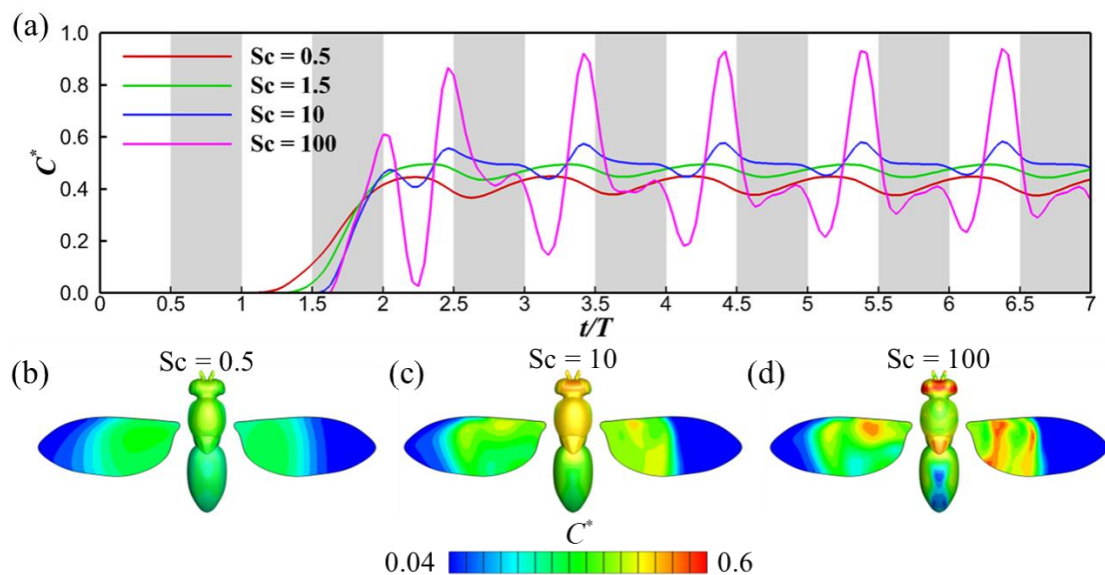 (a)
1.0
0.8
0.6
0.4
0.2
0.0
C*
Sc = 0.5
Sc = 1.5
Sc = 10
Sc = 100
0 0.5 1 1.5 2 2.5 3 3.5 4 4.5 5 5.5 6 6.5 7
t/T
(b) Sc = 0.5
(c) Sc = 10
(d) Sc = 100
C*
0.04 0.6